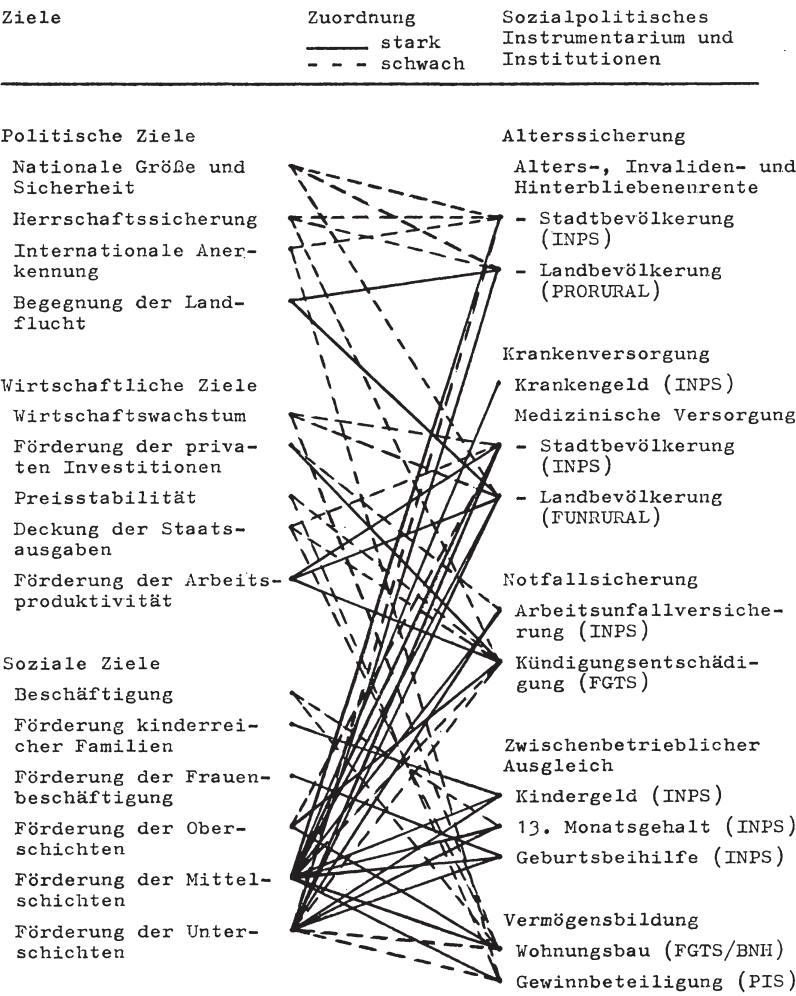 Ziele
Zuordnung
stark
schwach
Sozialpolitisches
Instrumentarium und
Institutionen
Politische Ziele
Nationale Größe und
Sicherheit
Herrschaftssicherung
Internationale Aner-
kennung
Begegnung der Land-
flucht
Wirtschaftliche Ziele
Wirtschaftswachstum
Förderung der priva-
ten Investitionen
Preisstabilität
Deckung der Staats-
ausgaben
Förderung der Arbeits-
produktivität
Soziale Ziele
Beschäftigung
Förderung kinderrei-
cher Familien
Förderung der Frauen-
beschäftigung
Förderung der Ober-
schichten
Förderung der Mittel-
schichten
Förderung der Unter-
schichten
Alterssicherung
Alters-, Invaliden- und
Hinterbliebenenrente
- Stadtbevölkerung
(INPS)
- Landbevölkerung
(PRORURAL)
Krankenversorgung
Krankengeld (INPS)
Medizinische Versorgung
- Stadtbevölkerung
(INPS)
- Landbevölkerung
(FUNRURAL)
Notfallsicherung
Arbeitsunfallversiche-
rung (INPS)
Kündigungsentschädi-
gung (FGTS)
Zwischenbetrieblicher
Ausgleich
Kindergeld (INPS)
13. Monatsgehalt (INPS)
Geburtsbeihilfe (INPS)
Vermögensbildung
Wohnungsbau (FGTS/BNH)
Gewinnbeteiligung (PIS)